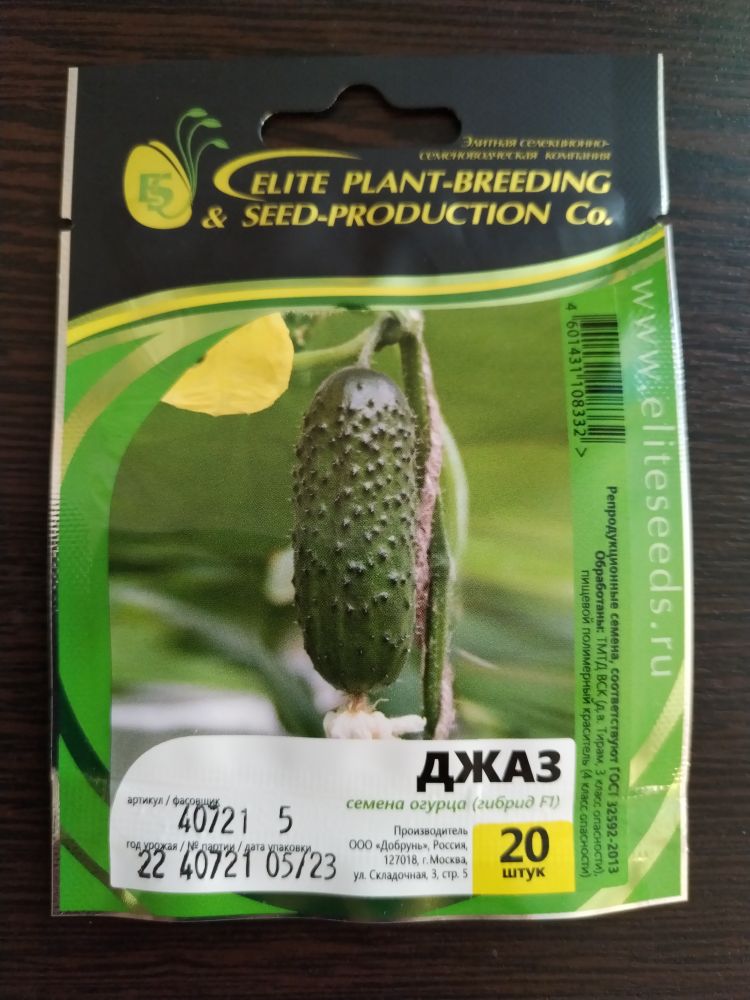 Элитная селекционно-
семеноводческая компания
ELITE PLANT-BREEDING
& SEED-PRODUCTION Co.
ES
4 601431 108332 >
www.eliteseeds.ru
Репродукционные семена, соответствуют ГОСТ 32592-2013
Обработаны: ТМТД ВСК (д.в. Тирам, 3 класс опасности),
пищевой полимерный краситель (4 класс опасности)
ДЖАЗ
семена огурца (гибрид F1)
артикул / фасовщик
40721 5
год урожая / № партии / дата упаковки
22 40721 05/23
Производитель
ООО «Добрунь», Россия,
127018, г. Москва,
ул. Складочная, 3, стр. 5
20
штук